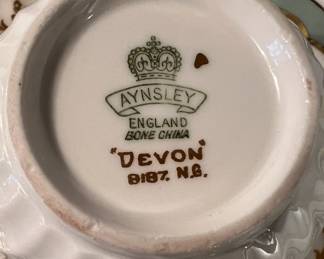 AYNSLEY
ENGLAND
BONE CHINA
"DEVON"
8187. N.G.